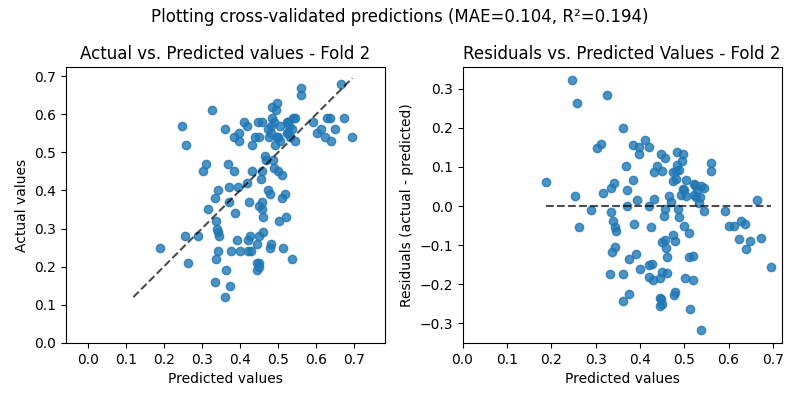 Plotting cross-validated predictions (MAE=0.104, R²=0.194)
Actual vs. Predicted values - Fold 2
Actual values
0.7
0.6
0.5
0.4
0.3
0.2
0.1
0.0
0.0 0.1 0.2 0.3 0.4 0.5 0.6 0.7
Predicted values
Residuals vs. Predicted Values - Fold 2
Residuals (actual - predicted)
0.3
0.2
0.1
0.0
−0.1
−0.2
−0.3
0.0 0.1 0.2 0.3 0.4 0.5 0.6 0.7
Predicted values